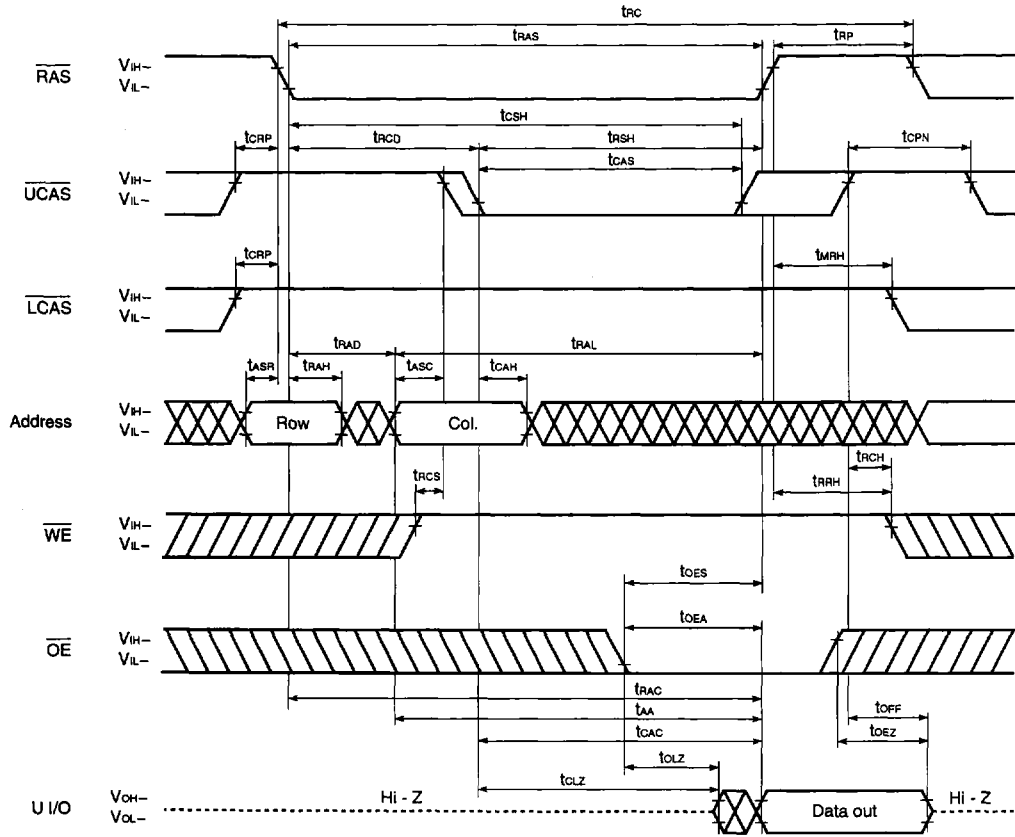 tRC
tRAS tRP
RAS VIH–
VIL–
tCSH
tCRP tRCD tRSH tCPN
tCAS
UCAS VIH–
VIL–
tCRP tMRH
LCAS VIH–
VIL–
tRAD tRAL
tASR tRAH tASC tCAH
Address VIH–
VIL–
Row Col.
tRCH
tRCS tRRH
WE VIH–
VIL–
tOES
tOEA
OE VIH–
VIL–
tRAC
tAA tOFF
tCAC tOEZ
tOLZ
tCLZ
U I/O VOH–
VOL–
Hi - Z Data out Hi - Z